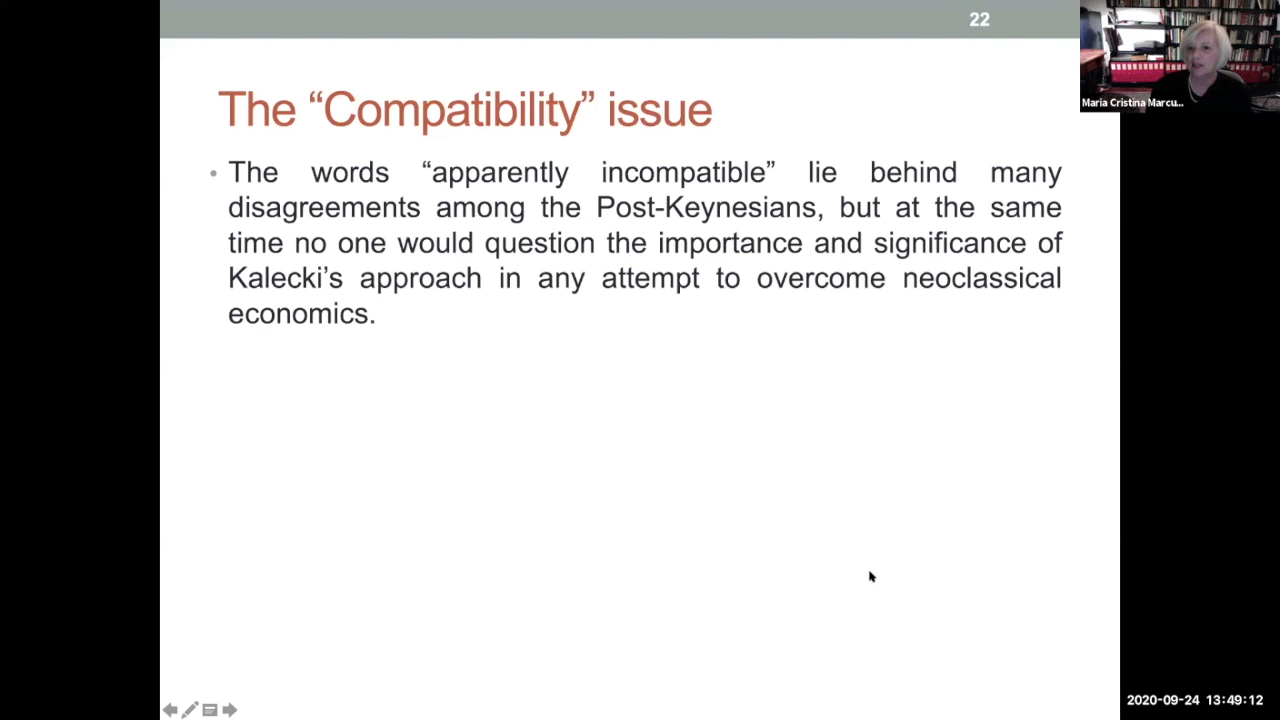 22
Maria Cristina Marcu...
The “Compatibility” issue
• The words “apparently incompatible” lie behind many
disagreements among the Post-Keynesians, but at the same
time no one would question the importance and significance of
Kalecki’s approach in any attempt to overcome neoclassical
economics.
2020-09-24 13:49:12